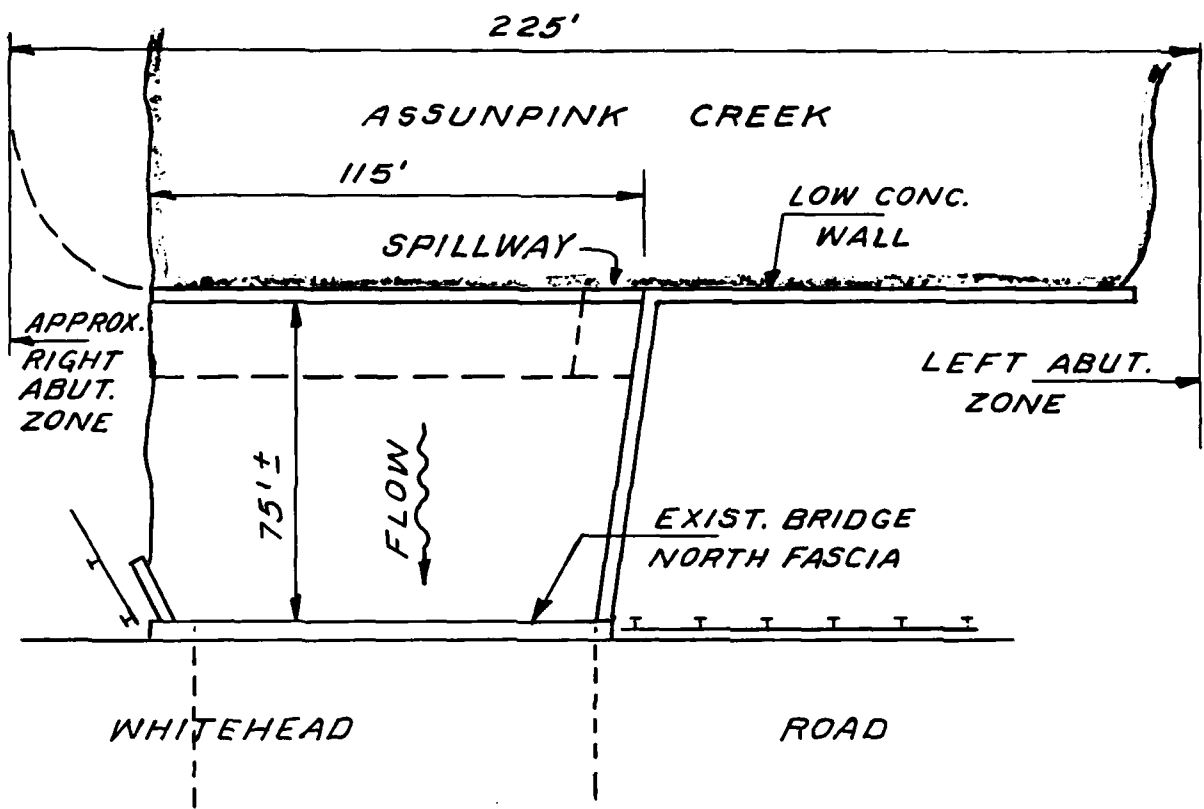 225'
ASSUNPINK CREEK
115'
LOW CONC.
WALL
SPILLWAY
APPROX.
RIGHT
ABUT.
ZONE
LEFT ABUT.
ZONE
75'±
FLOW
EXIST. BRIDGE
NORTH FASCIA
WHITEHEAD ROAD